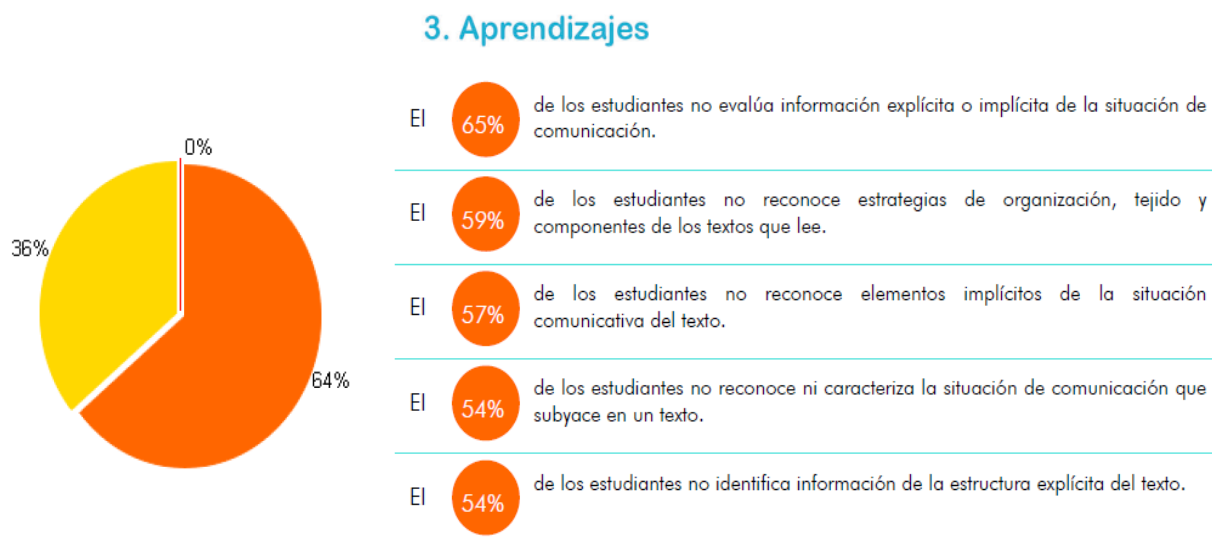 3. Aprendizajes
0%
36%
64%
El 65% de los estudiantes no evalúa información explícita o implícita de la situación de
comunicación.
El 59% de los estudiantes no reconoce estrategias de organización, tejido y
componentes de los textos que lee.
El 57% de los estudiantes no reconoce elementos implícitos de la situación
comunicativa del texto.
El 54% de los estudiantes no reconoce ni caracteriza la situación de comunicación que
subyace en un texto.
El 54% de los estudiantes no identifica información de la estructura explícita del texto.